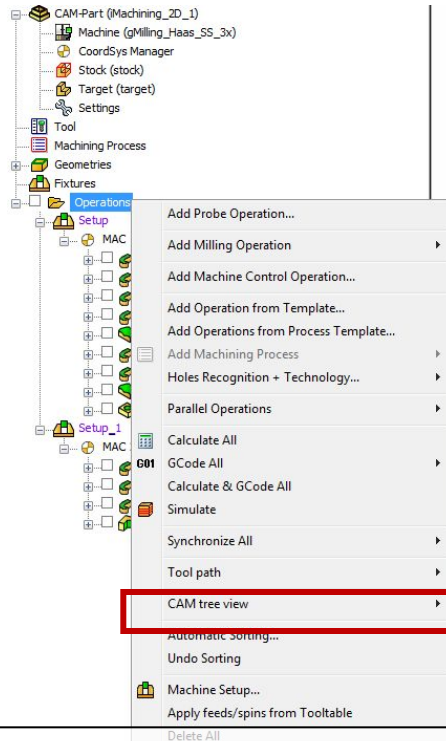 CAM-Part (iMachining_2D_1)
Machine (gMilling_Haas_SS_3x)
CoordSys Manager
Stock (stock)
Target (target)
Settings
Tool
Machining Process
Geometries
Fixtures
Operations
Setup
MAC
Setup_1
MAC
Add Probe Operation...
Add Milling Operation
Add Machine Control Operation...
Add Operation from Template...
Add Operations from Process Template...
Add Machining Process
Holes Recognition + Technology...
Parallel Operations
Calculate All
G01 GCode All
Calculate & GCode All
Simulate
Synchronize All
Tool path
CAM tree view
Automatic Sorting...
Undo Sorting
Machine Setup...
Apply feeds/spins from Tooltable
Delete All